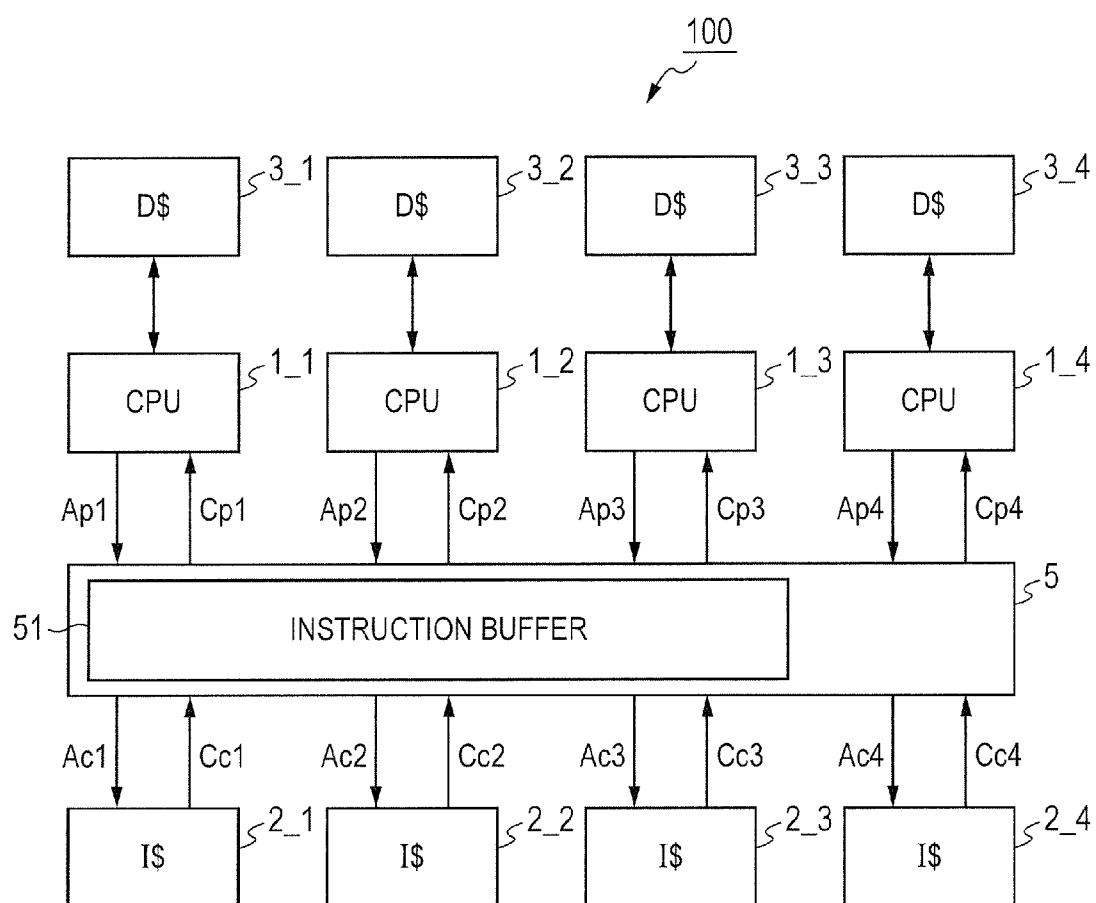 100
3_1 3_2 3_3 3_4
D$ D$ D$ D$
1_1 1_2 1_3 1_4
CPU CPU CPU CPU
Ap1 Cp1 Ap2 Cp2 Ap3 Cp3 Ap4 Cp4
5
51 INSTRUCTION BUFFER
Ac1 Cc1 Ac2 Cc2 Ac3 Cc3 Ac4 Cc4
2_1 2_2 2_3 2_4
I$ I$ I$ I$